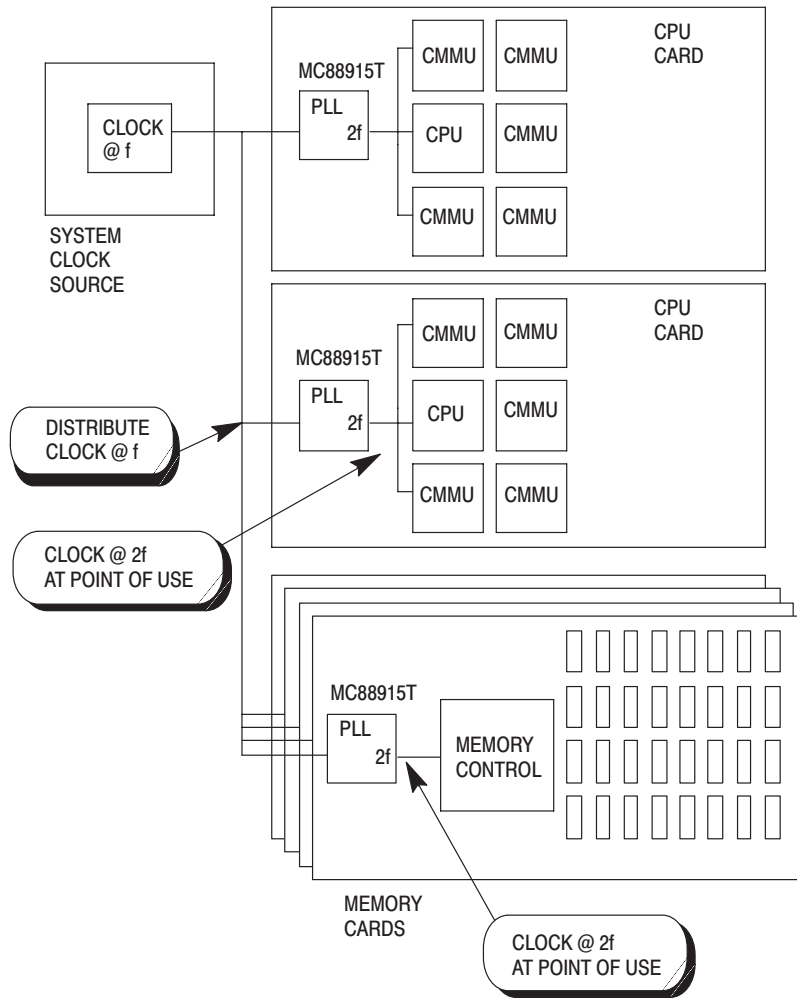 CPU
CARD
CMMU CMMU
MC88915T
PLL
2f
CLOCK
@ f
CPU CMMU
CMMU CMMU
SYSTEM
CLOCK
SOURCE
CPU
CARD
CMMU CMMU
MC88915T
PLL
2f
CPU CMMU
CMMU CMMU
DISTRIBUTE
CLOCK @ f
CLOCK @ 2f
AT POINT OF USE
MC88915T
PLL
2f
MEMORY
CONTROL
MEMORY
CARDS
CLOCK @ 2f
AT POINT OF USE